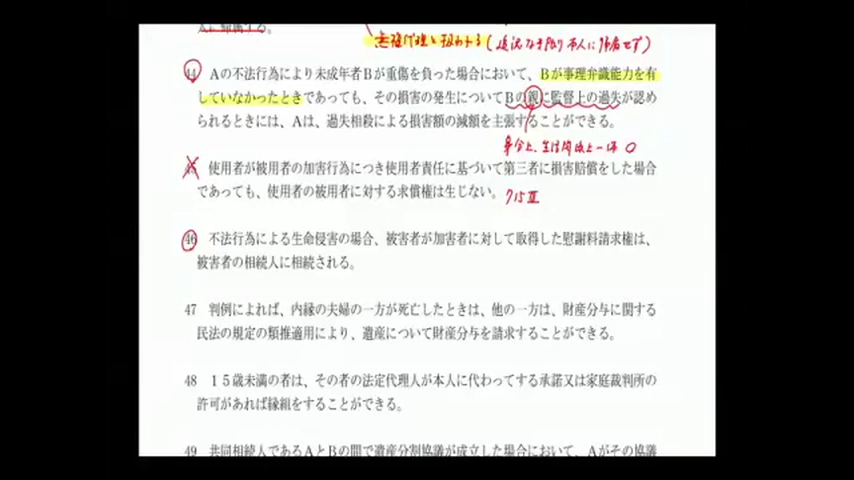 無権代理と扱われる(追認なき限り本人に帰属せず)
44 Aの不法行為により未成年者Bが重傷を負った場合において、Bが事理弁識能力を有
していなかったときであっても、その損害の発生についてBの親に監督上の過失が認め
られるときには、Aは、過失相殺による損害額の減額を主張することができる。
身分上、生活関係上一体 ○
45 使用者が被用者の加害行為につき使用者責任に基づいて第三者に損害賠償をした場合
であっても、使用者の被用者に対する求償権は生じない。 715Ⅲ
46 不法行為による生命侵害の場合、被害者が加害者に対して取得した慰謝料請求権は、
被害者の相続人に相続される。
47 判例によれば、内縁の夫婦の一方が死亡したときは、他の一方は、財産分与に関する
民法の規定の類推適用により、遺産について財産分与を請求することができる。
48 15歳未満の者は、その者の法定代理人が本人に代わってする承諾又は家庭裁判所の
許可があれば縁組をすることができる。
49 共同相続人であるAとBの間で遺産分割協議が成立した場合において、Aがその協議